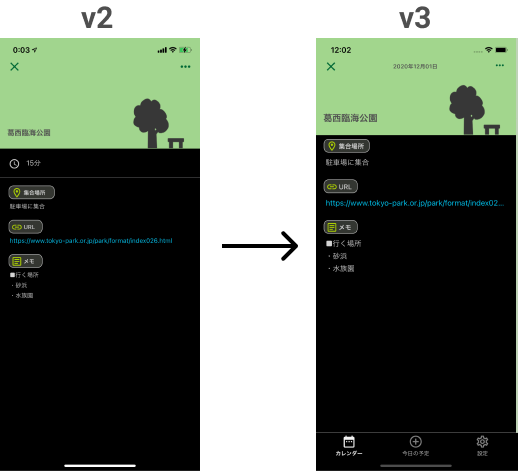 v2
v3
0:03
葛西臨海公園
15分
集合場所
駐車場に集合
URL
https://www.tokyo-park.or.jp/park/format/index026.html
メモ
■行く場所
・砂浜
・水族園
12:02
2020年12月01日
葛西臨海公園
集合場所
駐車場に集合
URL
https://www.tokyo-park.or.jp/park/format/index02...
メモ
■行く場所
・砂浜
・水族園
カレンダー
今日の予定
設定